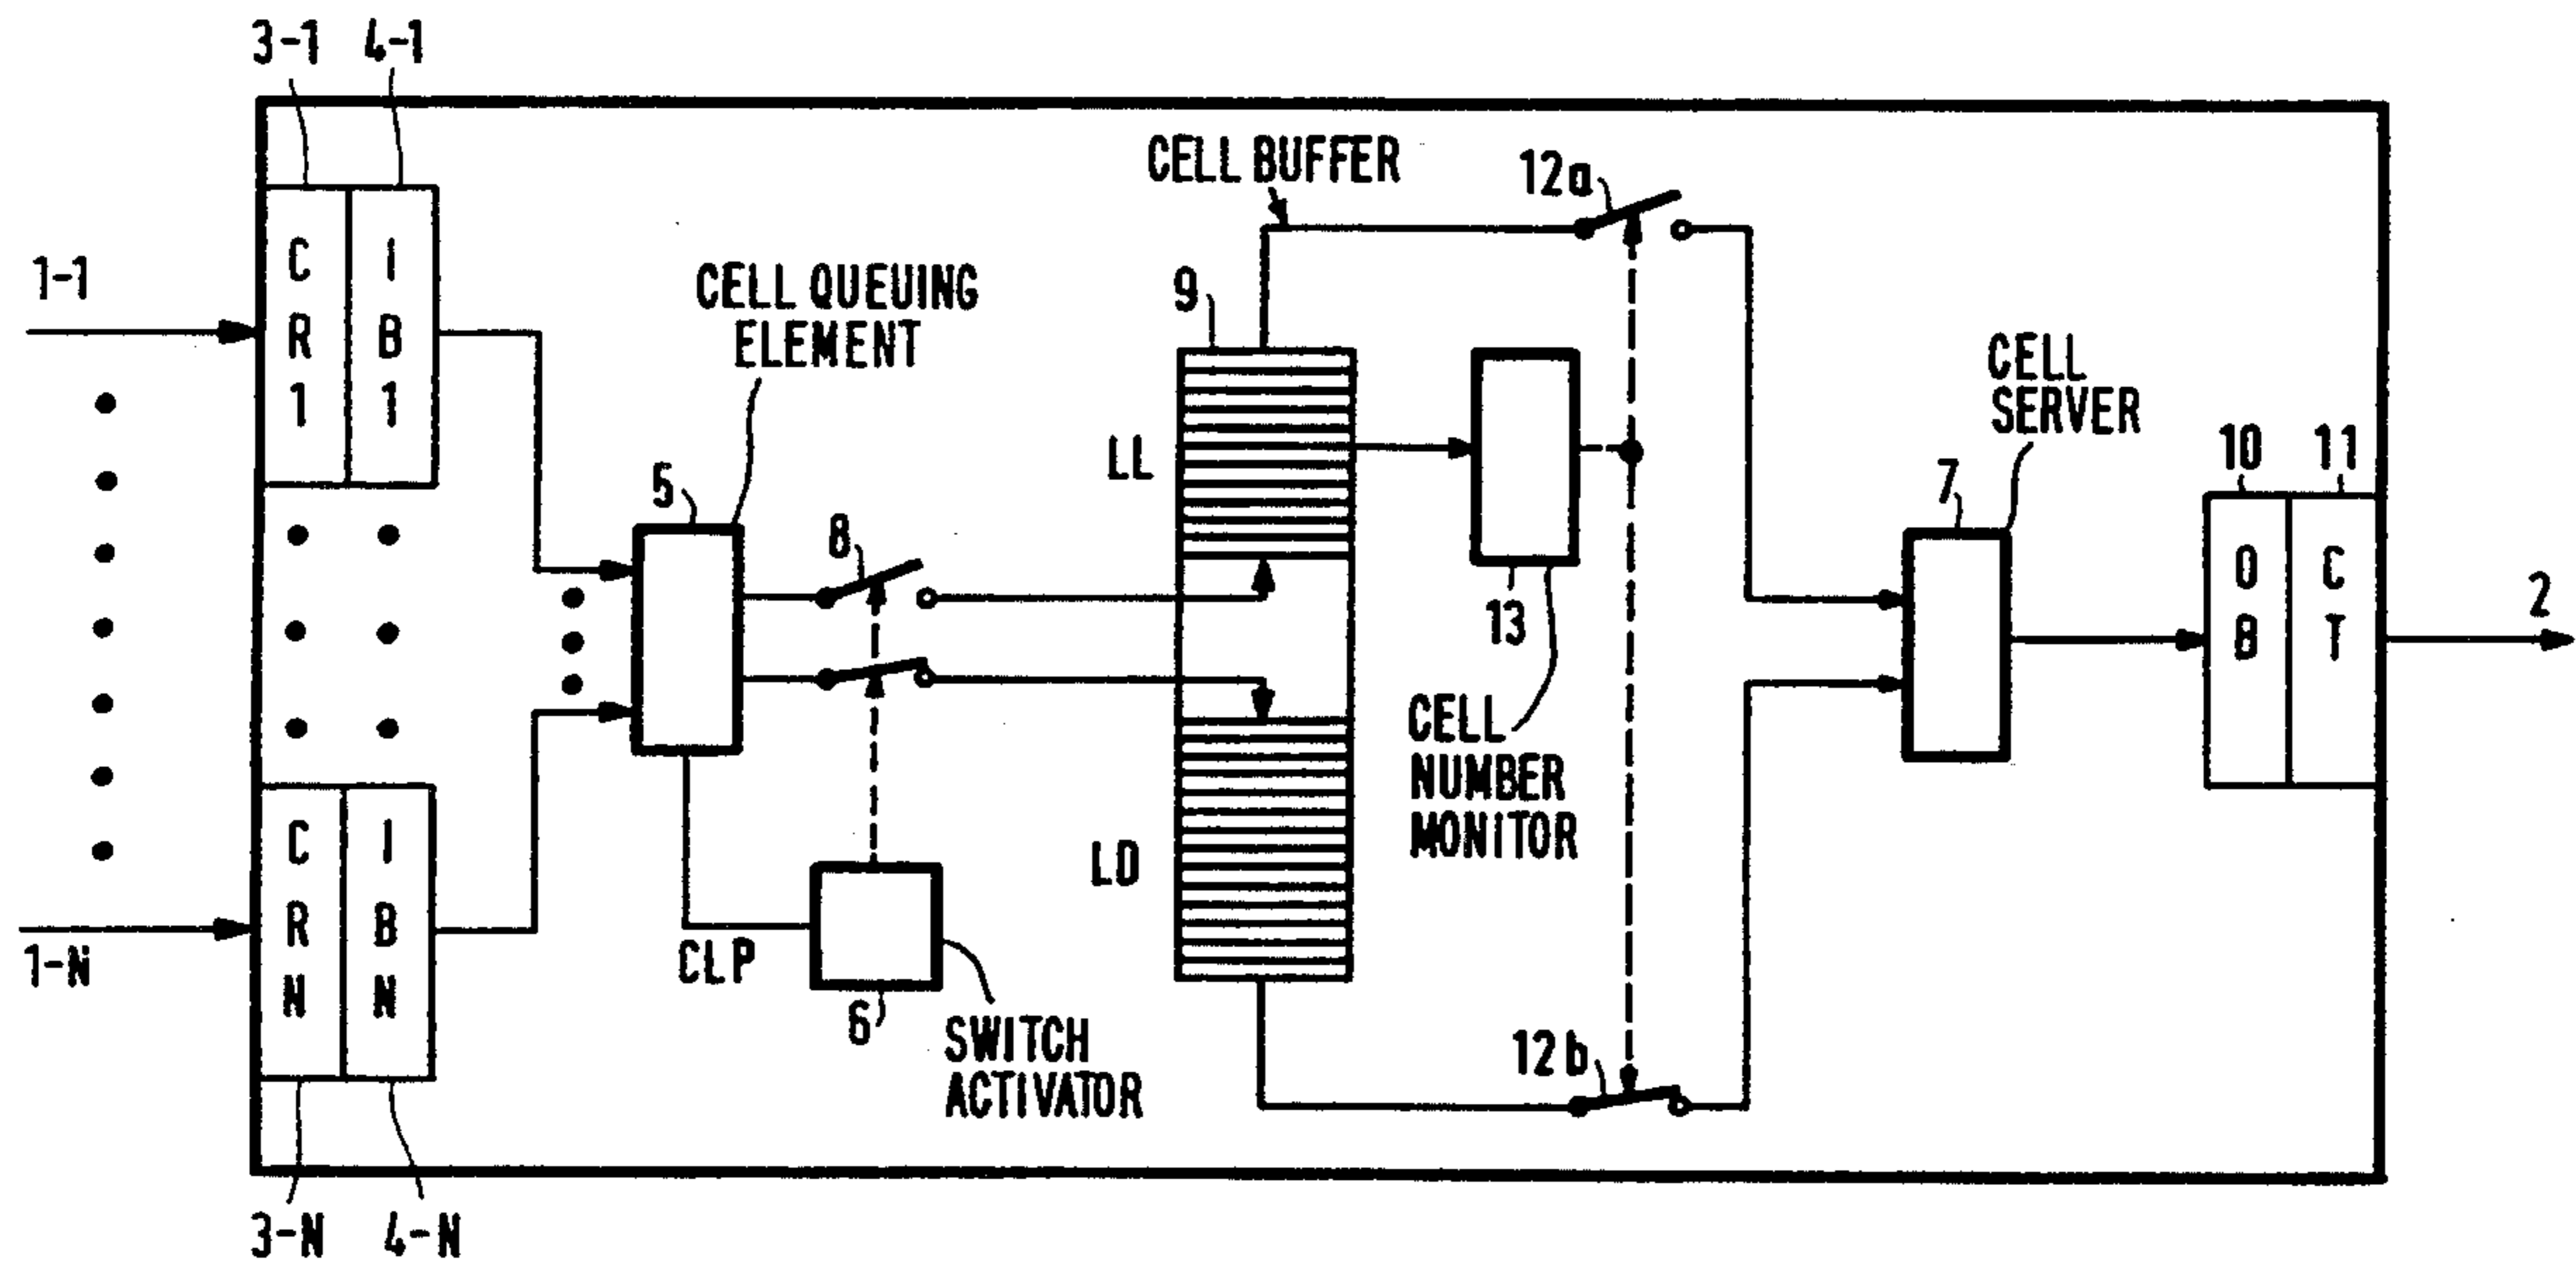 3-1 4-1
CELL BUFFER
12a
1-1
C
R
1
I
B
1
CELL QUEUING
ELEMENT
9
CELL
SERVER
LL
5
8
7
10 11
13
O
B
C
T
2
CELL
NUMBER
MONITOR
C
R
N
I
B
N
LD
1-N
CLP
6
SWITCH
ACTIVATOR
12b
3-N 4-N